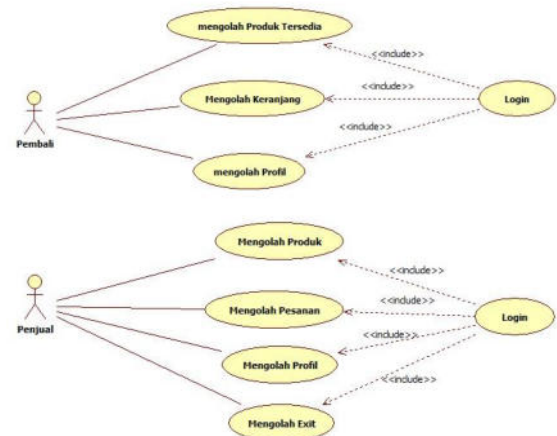 mengolah Produk Tersedia
<<include>>
Mengolah Keranjang
<<include>>
Login
<<include>>
Pembali
mengolah Profil
Mengolah Produk
<<include>>
Mengolah Pesanan
<<include>>
Login
Penjual
<<include>>
Mengolah Profil
<<include>>
Mengolah Exit